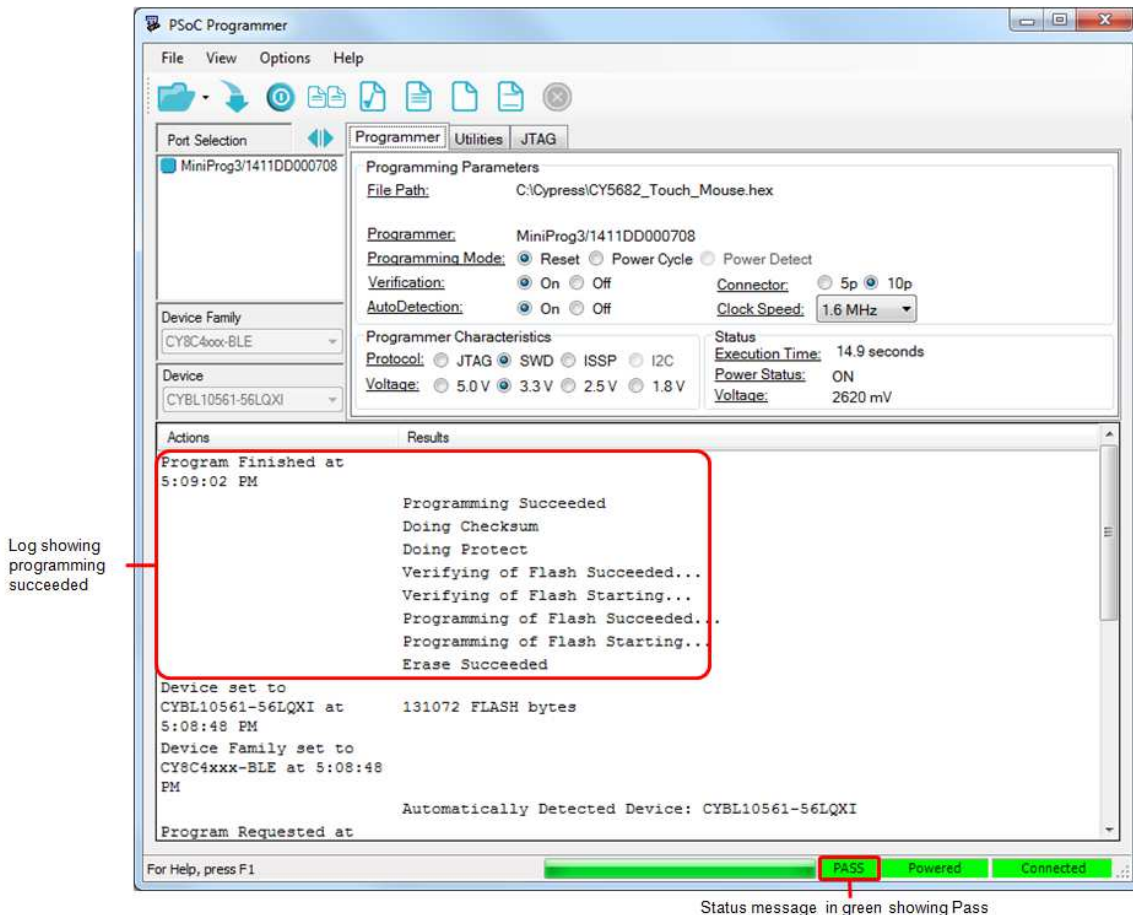 PSoC Programmer
File View Options Help
Port Selection
MiniProg3/1411DD000708
Device Family
CY8C4xxx-BLE
Device
CYBL10561-56LQXI
Programmer Utilities JTAG
Programming Parameters
File Path: C:\Cypress\CY5682_Touch_Mouse.hex
Programmer: MiniProg3/1411DD000708
Programming Mode: Reset Power Cycle Power Detect
Verification: On Off Connector: 5p 10p
AutoDetection: On Off Clock Speed: 1.6 MHz
Programmer Characteristics
Protocol: JTAG SWD ISSP I2C
Voltage: 5.0 V 3.3 V 2.5 V 1.8 V
Status
Execution Time: 14.9 seconds
Power Status: ON
Voltage: 2620 mV
Actions Results
Program Finished at
5:09:02 PM
Programming Succeeded
Doing Checksum
Doing Protect
Verifying of Flash Succeeded...
Verifying of Flash Starting...
Programming of Flash Succeeded...
Programming of Flash Starting...
Erase Succeeded
Device set to
CYBL10561-56LQXI at 131072 FLASH bytes
5:08:48 PM
Device Family set to
CY8C4xxx-BLE at 5:08:48
PM
Automatically Detected Device: CYBL10561-56LQXI
Program Requested at
Log showing
programming
succeeded
For Help, press F1
PASS Powered Connected
Status message in green showing Pass